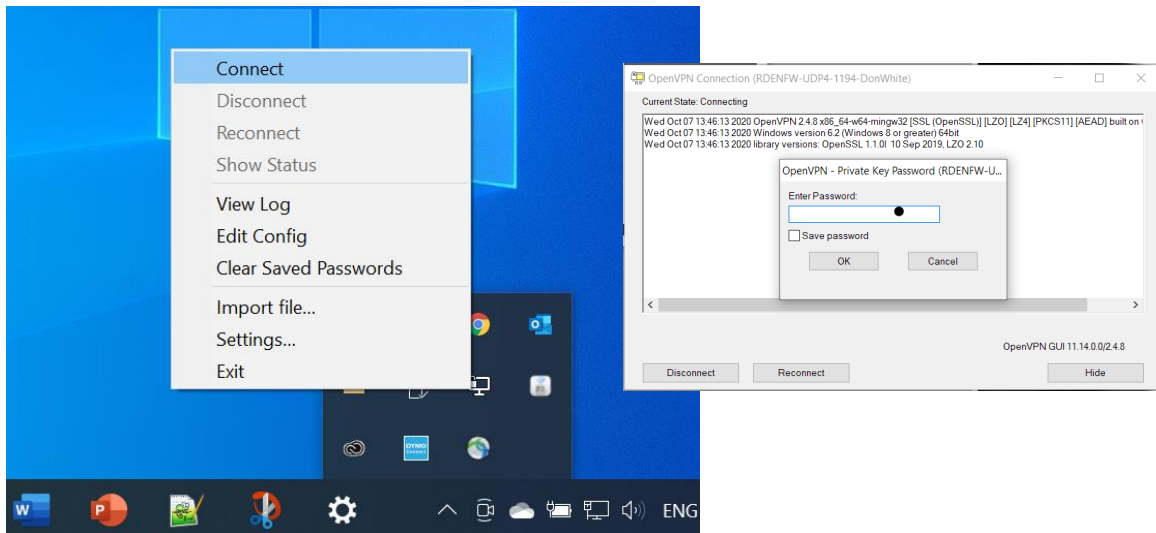 Connect
Disconnect
Reconnect
Show Status
View Log
Edit Config
Clear Saved Passwords
Import file...
Settings...
Exit
DYMO
Connect
W
P
ENG
OpenVPN Connection (RDENFW-UDP4-1194-DonWhite)
Current State: Connecting
Wed Oct 07 13:46:13 2020 OpenVPN 2.4.8 x86_64-w64-mingw32 [SSL (OpenSSL)] [LZO] [LZ4] [PKCS11] [AEAD] built on
Wed Oct 07 13:46:13 2020 Windows version 6.2 (Windows 8 or greater) 64bit
Wed Oct 07 13:46:13 2020 library versions: OpenSSL 1.1.0l 10 Sep 2019, LZO 2.10
OpenVPN - Private Key Password (RDENFW-U...
Enter Password:
Save password
OK Cancel
OpenVPN GUI 11.14.0.0/2.4.8
Disconnect Reconnect Hide